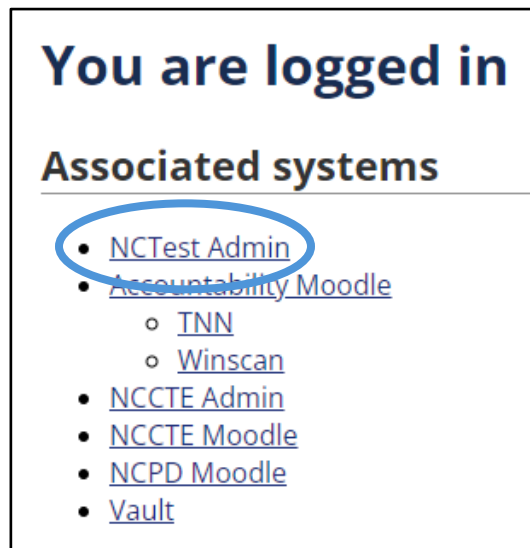 You are logged in
Associated systems
NCTest Admin
Accountability Moodle
TNN
Winscan
NCCTE Admin
NCCTE Moodle
NCPD Moodle
Vault